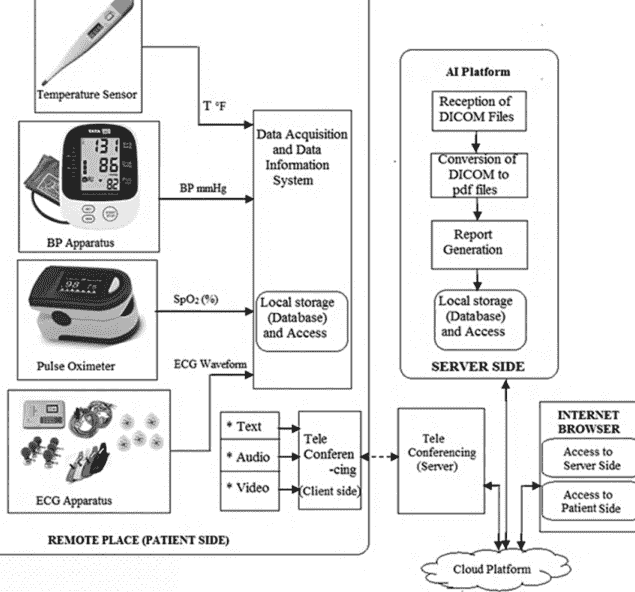 Temperature Sensor
T °F
TATA
131
86
82
BP Apparatus
BP mmHg
Data Acquisition
and Data
Information
System
98
Pulse Oximeter
SpO₂ (%)
Local storage
(Database)
and Access
ECG Waveform
ECG Apparatus
* Text
* Audio
* Video
Tele
Conferen
-cing
(Client side)
REMOTE PLACE (PATIENT SIDE)
AI Platform
Reception of
DICOM Files
Conversion of
DICOM to
pdf files
Report
Generation
Local storage
(Database)
and Access
SERVER SIDE
Tele
Conferencing
(Server)
INTERNET
BROWSER
Access to
Server Side
Access to
Patient Side
Cloud Platform